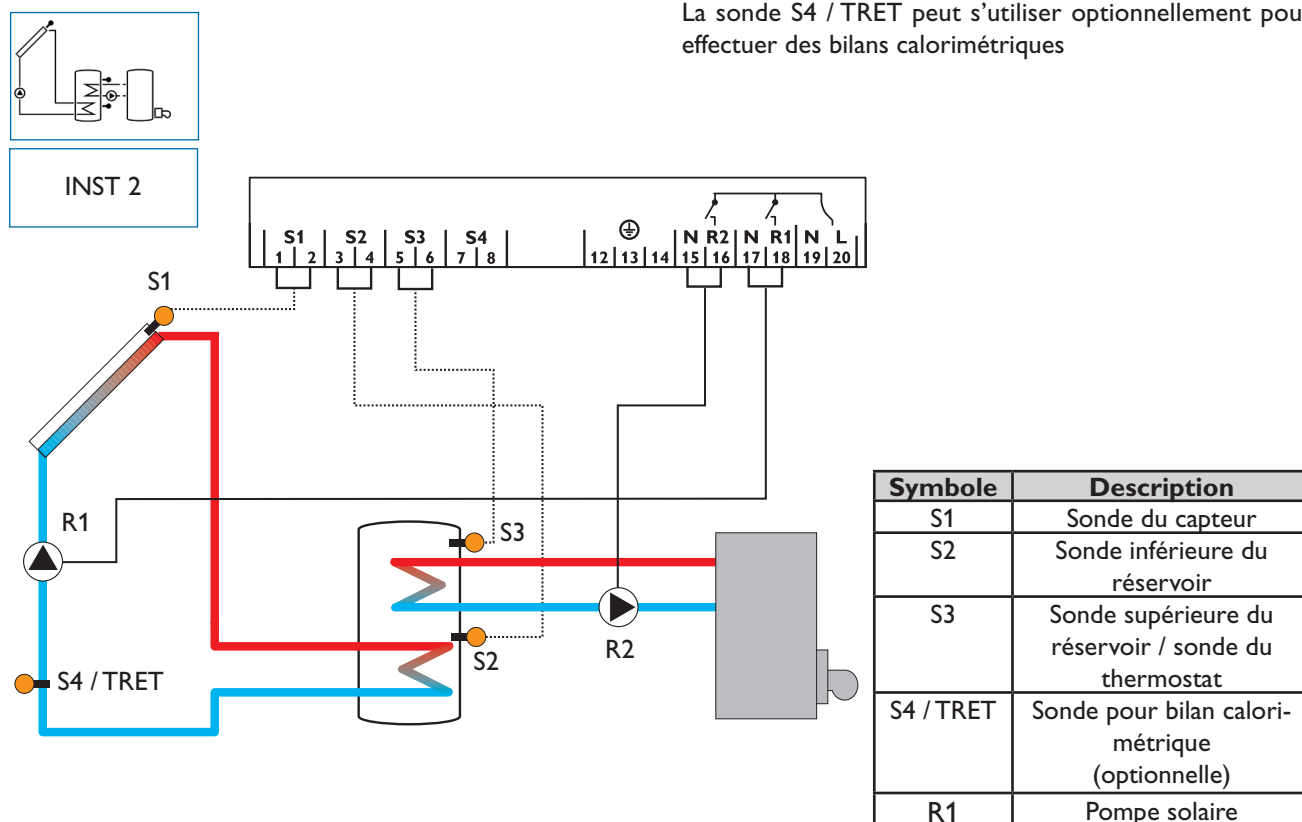 La sonde S4 / TRET peut s’utiliser optionnellement pou
effectuer des bilans calorimétriques
INST 2
S1 S2 S3 S4 N R2 N R1 N L
1 2 3 4 5 6 7 8 12 13 14 15 16 17 18 19 20
S1
R1
S3
S2
R2
S4 / TRET
Symbole Description
S1 Sonde du capteur
S2 Sonde inférieure du
réservoir
S3 Sonde supérieure du
réservoir / sonde du
thermostat
S4 / TRET Sonde pour bilan calori-
métrique
(optionnelle)
R1 Pompe solaire